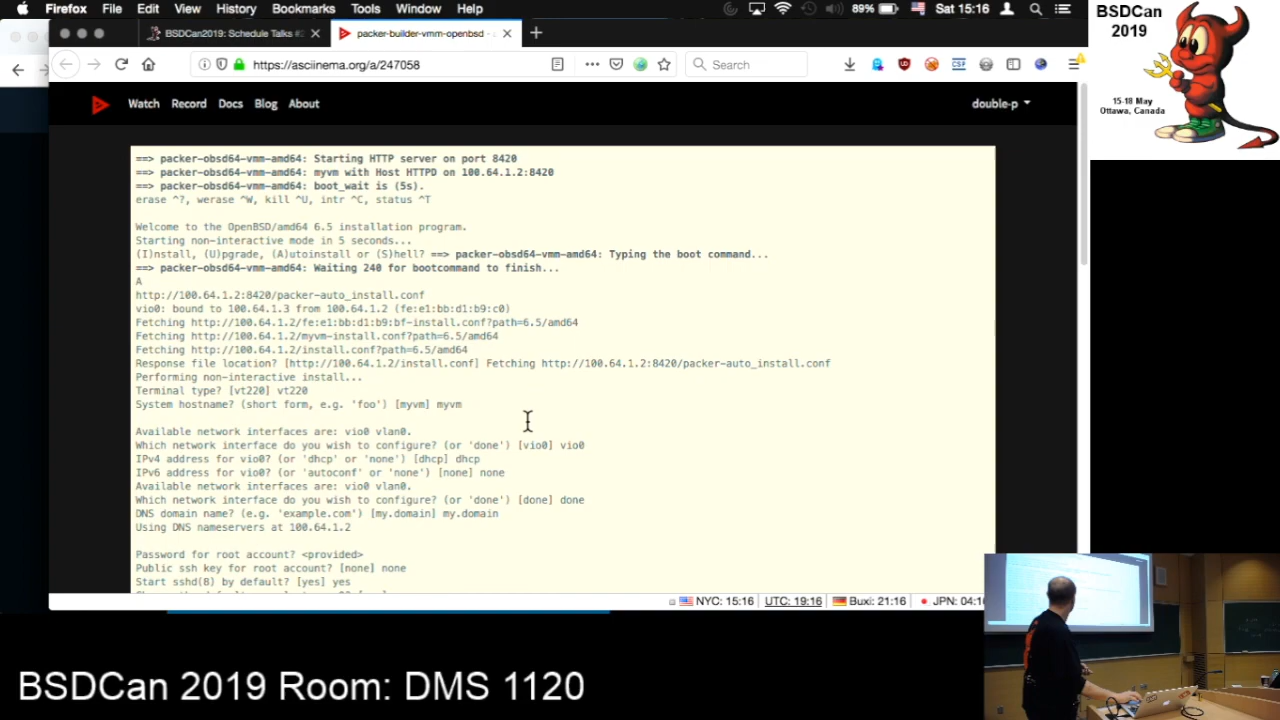 Firefox File Edit View History Bookmarks Tools Window Help
89% Sat 15:16
BSDCan2019: Schedule Talks #
packer-builder-vmm-openbsd -
https://asciinema.org/a/247058
Search
CSF
Watch Record Docs Blog About
double-p
==> packer-obsd64-vmm-amd64: Starting HTTP server on port 8420
==> packer-obsd64-vmm-amd64: myvm with Host HTTPD on 100.64.1.2:8420
==> packer-obsd64-vmm-amd64: boot_wait is (5s).
erase ^?, werase ^W, kill ^U, intr ^C, status ^T
Welcome to the OpenBSD/amd64 6.5 installation program.
Starting non-interactive mode in 5 seconds...
(I)nstall, (U)pgrade, (A)utoinstall or (S)hell? ==> packer-obsd64-vmm-amd64: Typing the boot command...
==> packer-obsd64-vmm-amd64: Waiting 240 for bootcommand to finish...
A
http://100.64.1.2:8420/packer-auto_install.conf
vio0: bound to 100.64.1.3 from 100.64.1.2 (fe:e1:bb:d1:b9:c0)
Fetching http://100.64.1.2/fe:e1:bb:d1:b9:bf-install.conf?path=6.5/amd64
Fetching http://100.64.1.2/myvm-install.conf?path=6.5/amd64
Fetching http://100.64.1.2/install.conf?path=6.5/amd64
Response file location? [http://100.64.1.2/install.conf] Fetching http://100.64.1.2:8420/packer-auto_install.conf
Performing non-interactive install...
Terminal type? [vt220] vt220
System hostname? (short form, e.g. 'foo') [myvm] myvm
Available network interfaces are: vio0 vlan0.
Which network interface do you wish to configure? (or 'done') [vio0] vio0
IPv4 address for vio0? (or 'dhcp' or 'none') [dhcp] dhcp
IPv6 address for vio0? (or 'autoconf' or 'none') [none] none
Available network interfaces are: vio0 vlan0.
Which network interface do you wish to configure? (or 'done') [done] done
DNS domain name? (e.g. 'example.com') [my.domain] my.domain
Using DNS nameservers at 100.64.1.2
Password for root account? <provided>
Public ssh key for root account? [none] none
Start sshd(8) by default? [yes] yes
NYC: 15:16 UTC: 19:16 Buxi: 21:16 JPN: 04:16
BSDCan
2019
15-18 May
Ottawa, Canada
BSDCan 2019 Room: DMS 1120